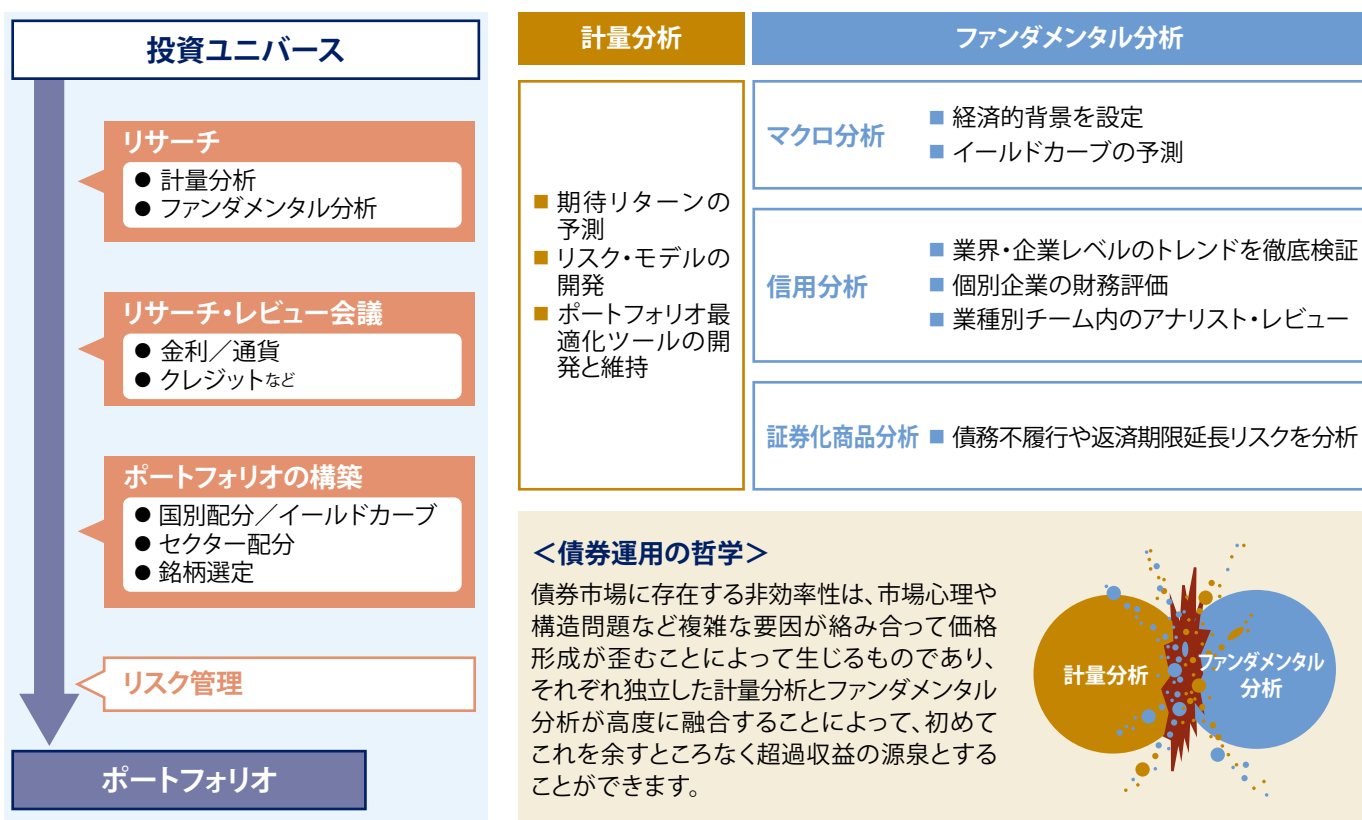 投資ユニバース
リサーチ
● 計量分析
● ファンダメンタル分析
リサーチ・レビュー会議
● 金利／通貨
● クレジットなど
ポートフォリオの構築
● 国別配分／イールドカーブ
● セクター配分
● 銘柄選定
リスク管理
ポートフォリオ
計量分析
■ 期待リターンの
予測
■ リスク・モデルの
開発
■ ポートフォリオ最
適化ツールの開
発と維持
ファンダメンタル分析
マクロ分析
■ 経済的背景を設定
■ イールドカーブの予測
信用分析
■ 業界・企業レベルのトレンドを徹底検証
■ 個別企業の財務評価
■ 業種別チーム内のアナリスト・レビュー
証券化商品分析
■ 債務不履行や返済期限延長リスクを分析
＜債券運用の哲学＞
債券市場に存在する非効率性は、市場心理や
構造問題など複雑な要因が絡み合って価格
形成が歪むことによって生じるものであり、
それぞれ独立した計量分析とファンダメンタル
分析が高度に融合することによって、初めて
これを余すところなく超過収益の源泉とする
ことができます。
計量分析
ファンダメンタル
分析